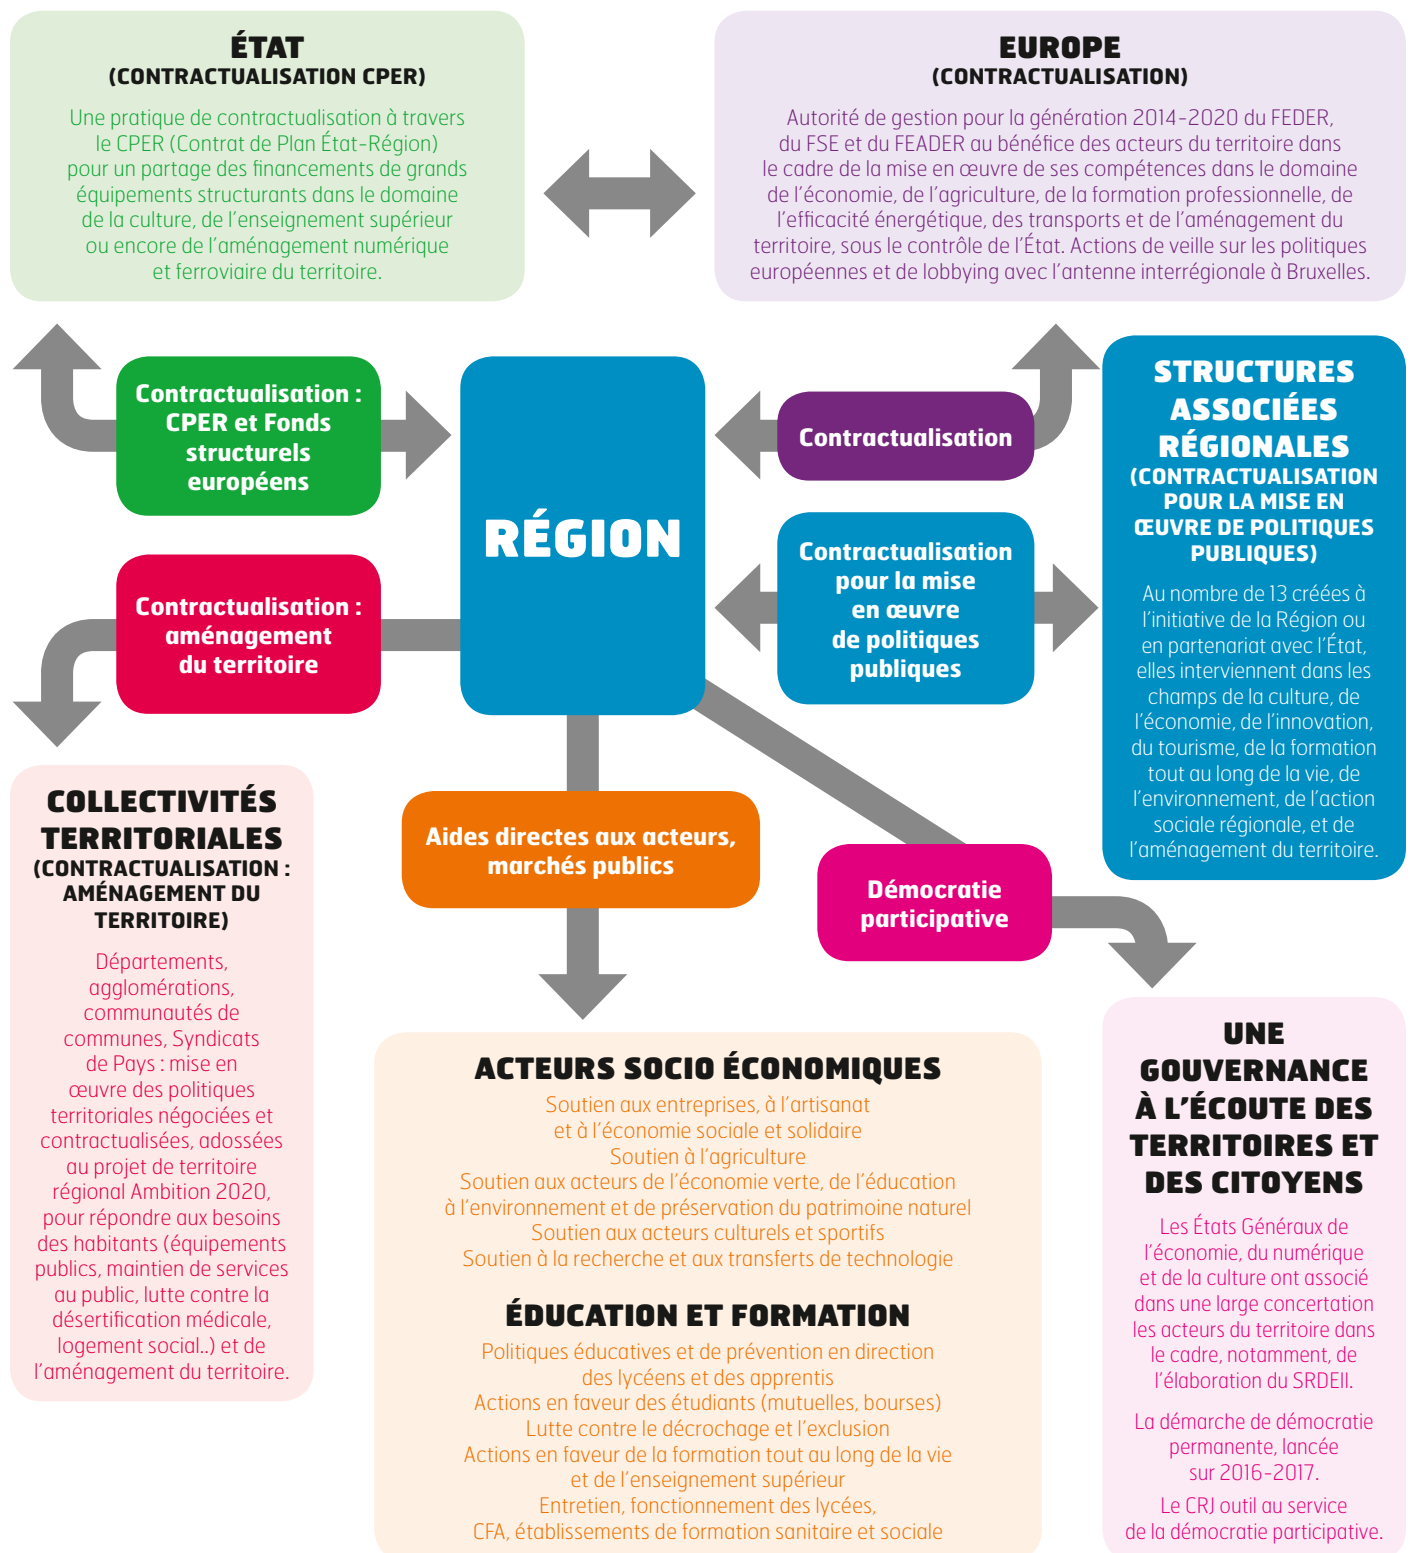 ÉTAT
(CONTRACTUALISATION CPER)
Une pratique de contractualisation à travers
le CPER (Contrat de Plan État-Région)
pour un partage des financements de grands
équipements structurants dans le domaine
de la culture, de l’enseignement supérieur
ou encore de l’aménagement numérique
et ferroviaire du territoire.
EUROPE
(CONTRACTUALISATION)
Autorité de gestion pour la génération 2014-2020 du FEDER,
du FSE et du FEADER au bénéfice des acteurs du territoire dans
le cadre de la mise en œuvre de ses compétences dans le domaine
de l’économie, de l’agriculture, de la formation professionnelle, de
l’efficacité énergétique, des transports et de l’aménagement du
territoire, sous le contrôle de l’État. Actions de veille sur les politiques
européennes et de lobbying avec l’antenne interrégionale à Bruxelles.
Contractualisation :
CPER et Fonds
structurels
européens
Contractualisation :
aménagement
du territoire
RÉGION
Contractualisation
Contractualisation
pour la mise
en œuvre
de politiques
publiques
STRUCTURES
ASSOCIÉES
RÉGIONALES
(CONTRACTUALISATION
POUR LA MISE EN
ŒUVRE DE POLITIQUES
PUBLIQUES)
Au nombre de 13 créées à
l’initiative de la Région ou
en partenariat avec l’État,
elles interviennent dans les
champs de la culture, de
l’économie, de l’innovation,
du tourisme, de la formation
tout au long de la vie, de
l’environnement, de l’action
sociale régionale, et de
l’aménagement du territoire.
COLLECTIVITÉS
TERRITORIALES
(CONTRACTUALISATION :
AMÉNAGEMENT DU
TERRITOIRE)
Départements,
agglomérations,
communautés de
communes, Syndicats
de Pays : mise en
œuvre des politiques
territoriales négociées et
contractualisées, adossées
au projet de territoire
régional Ambition 2020,
pour répondre aux besoins
des habitants (équipements
publics, maintien de services
au public, lutte contre la
désertification médicale,
logement social..) et de
l’aménagement du territoire.
Aides directes aux acteurs,
marchés publics
Démocratie
participative
ACTEURS SOCIO ÉCONOMIQUES
Soutien aux entreprises, à l’artisanat
et à l’économie sociale et solidaire
Soutien à l’agriculture
Soutien aux acteurs de l’économie verte, de l’éducation
à l’environnement et de préservation du patrimoine naturel
Soutien aux acteurs culturels et sportifs
Soutien à la recherche et aux transferts de technologie
ÉDUCATION ET FORMATION
Politiques éducatives et de prévention en direction
des lycéens et des apprentis
Actions en faveur des étudiants (mutuelles, bourses)
Lutte contre le décrochage et l’exclusion
Actions en faveur de la formation tout au long de la vie
et de l’enseignement supérieur
Entretien, fonctionnement des lycées,
CFA, établissements de formation sanitaire et sociale
UNE
GOUVERNANCE
À L’ÉCOUTE DES
TERRITOIRES ET
DES CITOYENS
Les États Généraux de
l’économie, du numérique
et de la culture ont associé
dans une large concertation
les acteurs du territoire dans
le cadre, notamment, de
l’élaboration du SRDEII.
La démarche de démocratie
permanente, lancée
sur 2016-2017.
Le CRJ outil au service
de la démocratie participative.